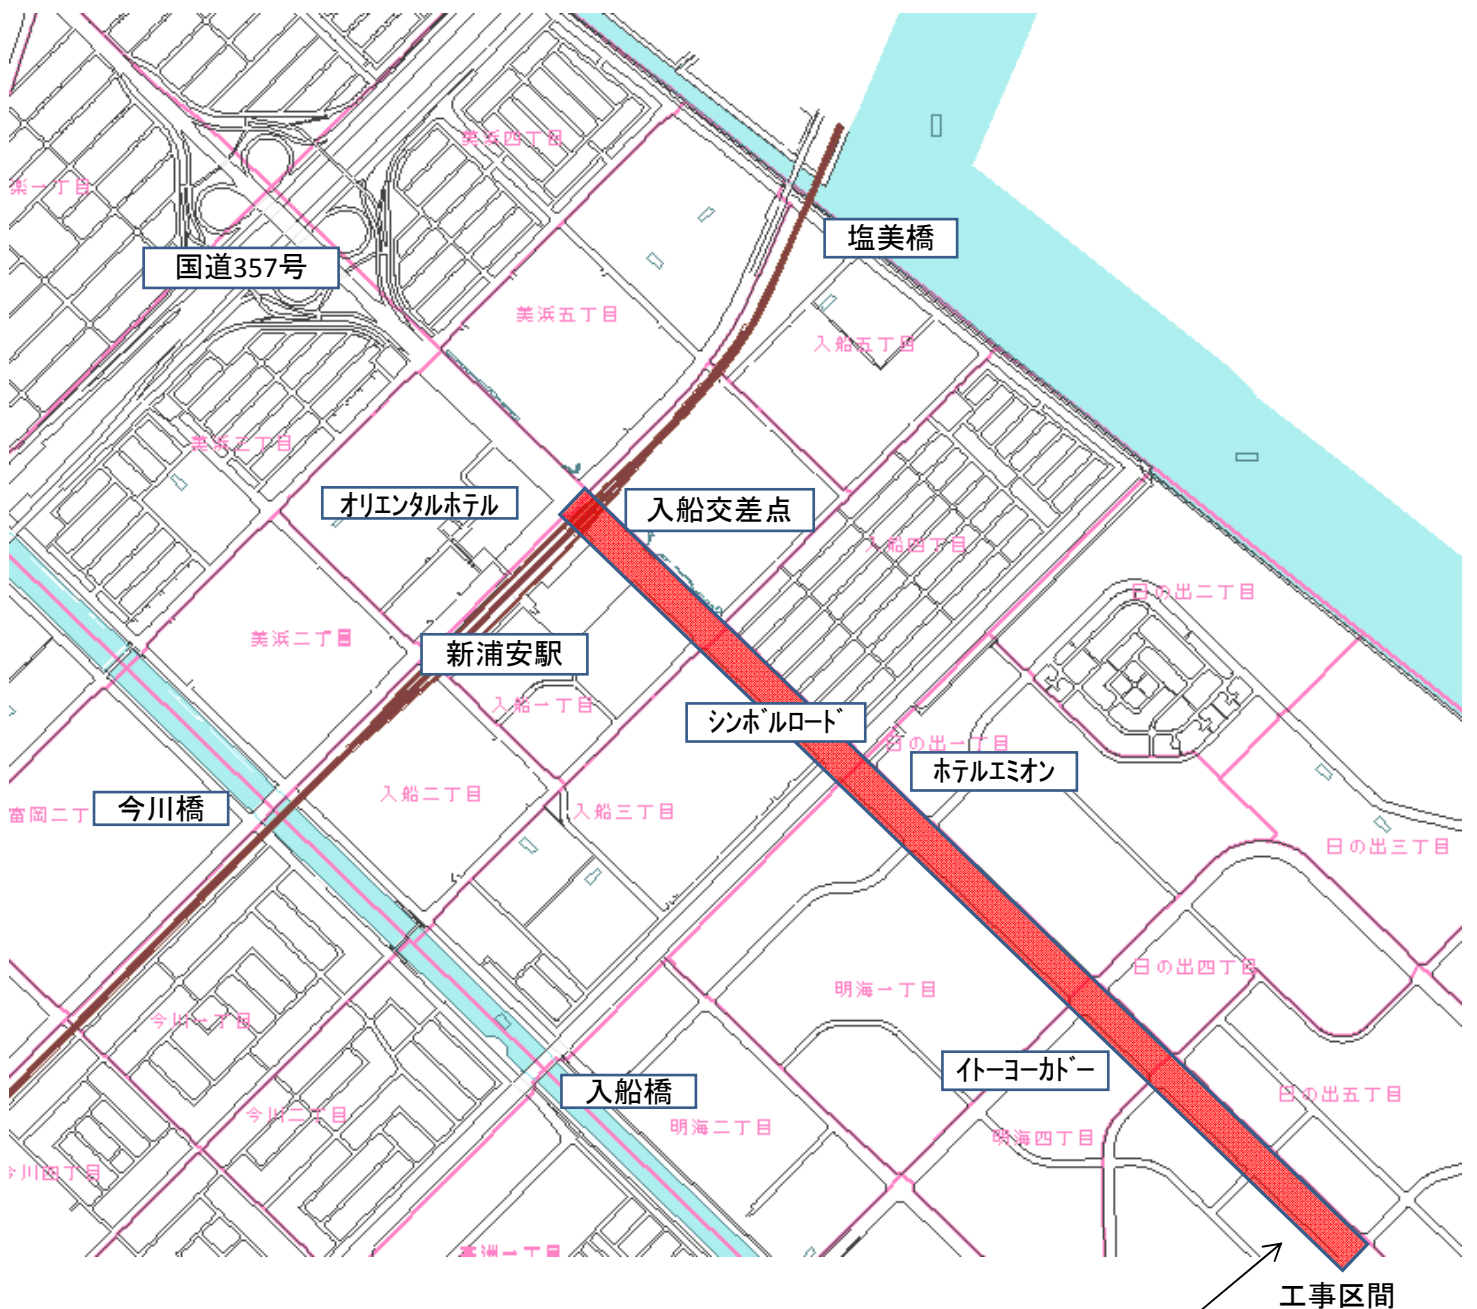 美浜四丁目
楽一丁目
塩美橋
国道357号
美浜五丁目
入船五丁目
美浜三丁目
オリエンタルホテル
入船交差点
入船四丁目
日の出二丁目
美浜二丁目
新浦安駅
入船一丁目
シンボルロード
日の出一丁目
ホテルエミオン
入船二丁目
今川橋
富岡二丁
入船三丁目
日の出三丁目
日の出四丁目
明海一丁目
今川一丁目
イトーヨーカドー
入船橋
日の出五丁目
今川二丁目
明海二丁目
明海四丁目
今川四丁目
工事区間